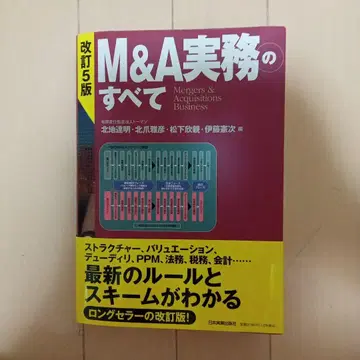 改訂5版
M&A実務の
すべて
Mergers &
Acquisitions
Business
北地達明・北爪雅彦・松下欣親・伊藤憲次 編
ストラクチャー、バリュエーション、
デューディリ、PPM、法務、税務、会計……
最新のルールと
スキームがわかる
ロングセラーの改訂版!
日本実業出版社